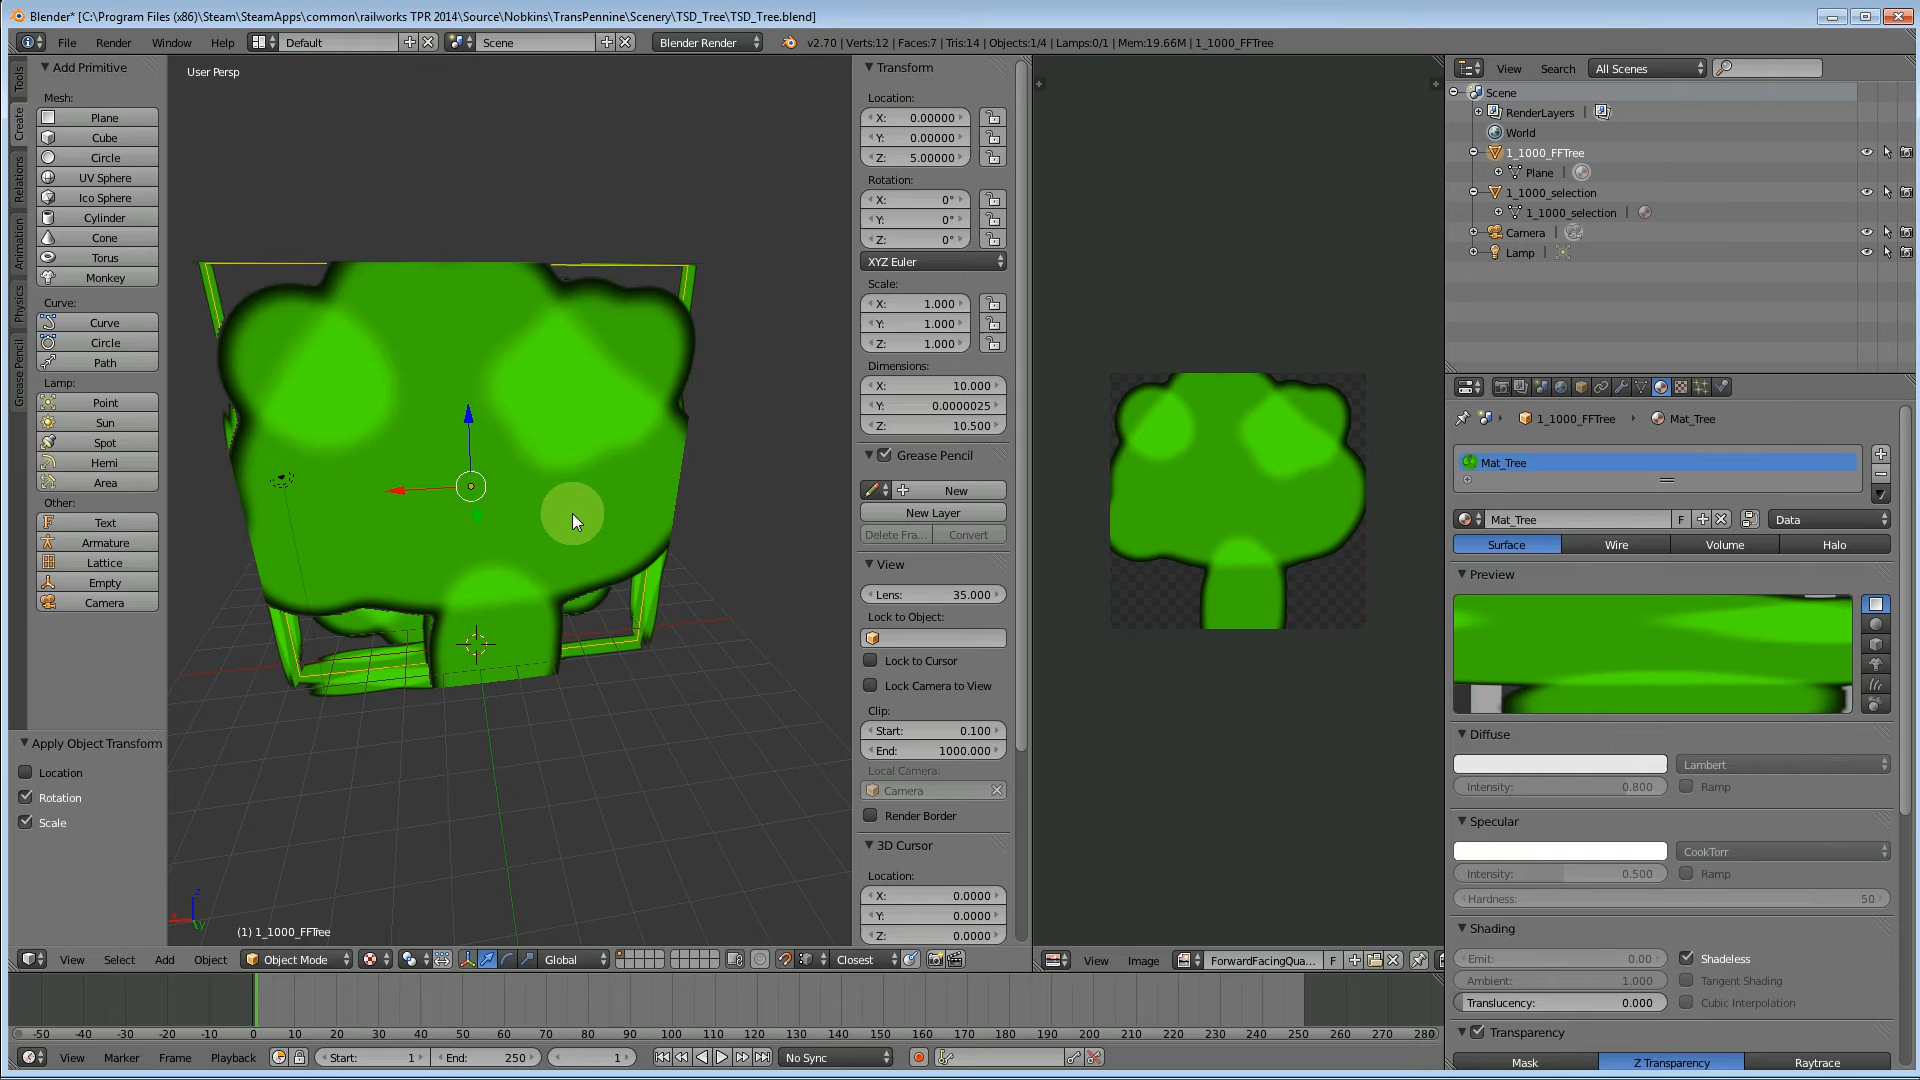 Blender* [C:\Program Files (x86)\Steam\SteamApps\common\railworks TPR 2014\Source\Nobkins\TransPennine\Scenery\TSD_Tree\TSD_Tree.blend]
File Render Window Help Default Scene Blender Render v2.70 | Verts:12 | Faces:7 | Tris:14 | Objects:1/4 | Lamps:0/1 | Mem:19.66M | 1_1000_FFTree
Tools
Create
Relations
Animation
Physics
Grease Pencil
Add Primitive
Mesh:
Plane
Cube
Circle
UV Sphere
Ico Sphere
Cylinder
Cone
Torus
Monkey
Curve:
Curve
Circle
Path
Lamp:
Point
Sun
Spot
Hemi
Area
Other:
Text
Armature
Lattice
Empty
Camera
Apply Object Transform
Location
Rotation
Scale
User Persp
(1) 1_1000_FFTree
Transform
Location:
X: 0.00000
Y: 0.00000
Z: 5.00000
Rotation:
X: 0°
Y: 0°
Z: 0°
XYZ Euler
Scale:
X: 1.000
Y: 1.000
Z: 1.000
Dimensions:
X: 10.000
Y: 0.0000025
Z: 10.500
Grease Pencil
New
New Layer
Delete Fra... Convert
View
Lens: 35.000
Lock to Object:
Lock to Cursor
Lock Camera to View
Clip:
Start: 0.100
End: 1000.000
Local Camera:
Camera
Render Border
3D Cursor
Location:
X: 0.0000
Y: 0.0000
Z: 0.0000
View Select Add Object Object Mode Global Closest
View Image ForwardFacingQua... F
View Search All Scenes
Scene
RenderLayers |
World
1_1000_FFTree
Plane |
1_1000_selection
1_1000_selection |
Camera |
Lamp |
1_1000_FFTree Mat_Tree
Mat_Tree
Mat_Tree F Data
Surface Wire Volume Halo
Preview
Diffuse
Lambert
Intensity: 0.800 Ramp
Specular
CookTorr
Intensity: 0.500 Ramp
Hardness: 50
Shading
Emit: 0.00 Shadeless
Ambient: 1.000 Tangent Shading
Translucency: 0.000 Cubic Interpolation
Transparency
Mask Z Transparency Raytrace
-50 -40 -30 -20 -10 0 10 20 30 40 50 60 70 80 90 100 110 120 130 140 150 160 170 180 190 200 210 220 230 240 250 260 270 280
View Marker Frame Playback Start: 1 End: 250 1 No Sync